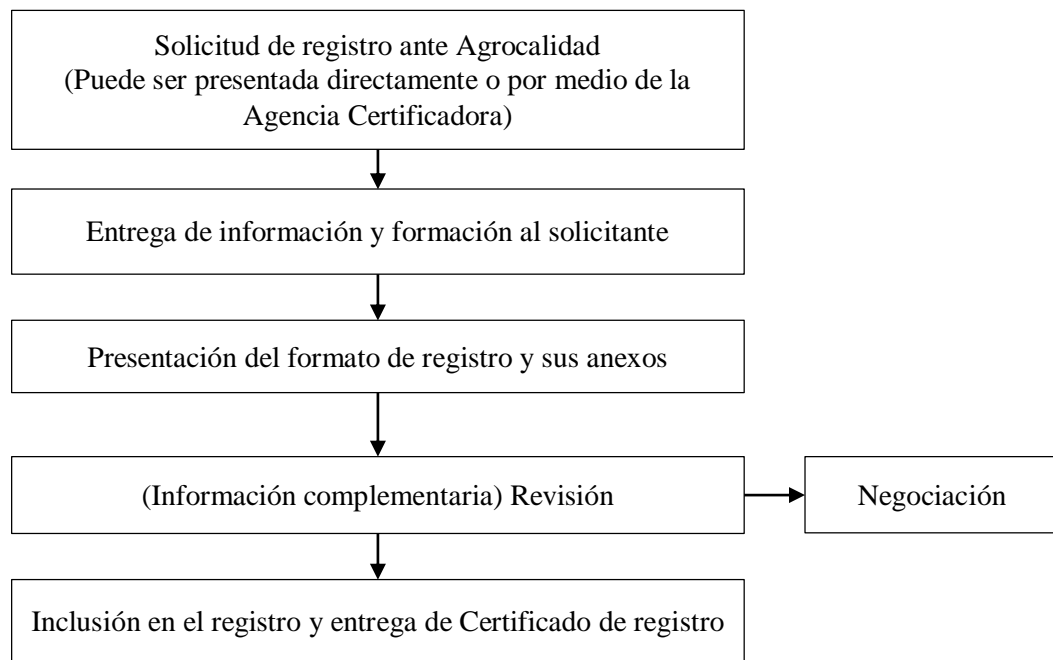 Solicitud de registro ante Agrocalidad
(Puede ser presentada directamente o por medio de la
Agencia Certificadora)
Entrega de información y formación al solicitante
Presentación del formato de registro y sus anexos
(Información complementaria) Revisión
Negociación
Inclusión en el registro y entrega de Certificado de registro